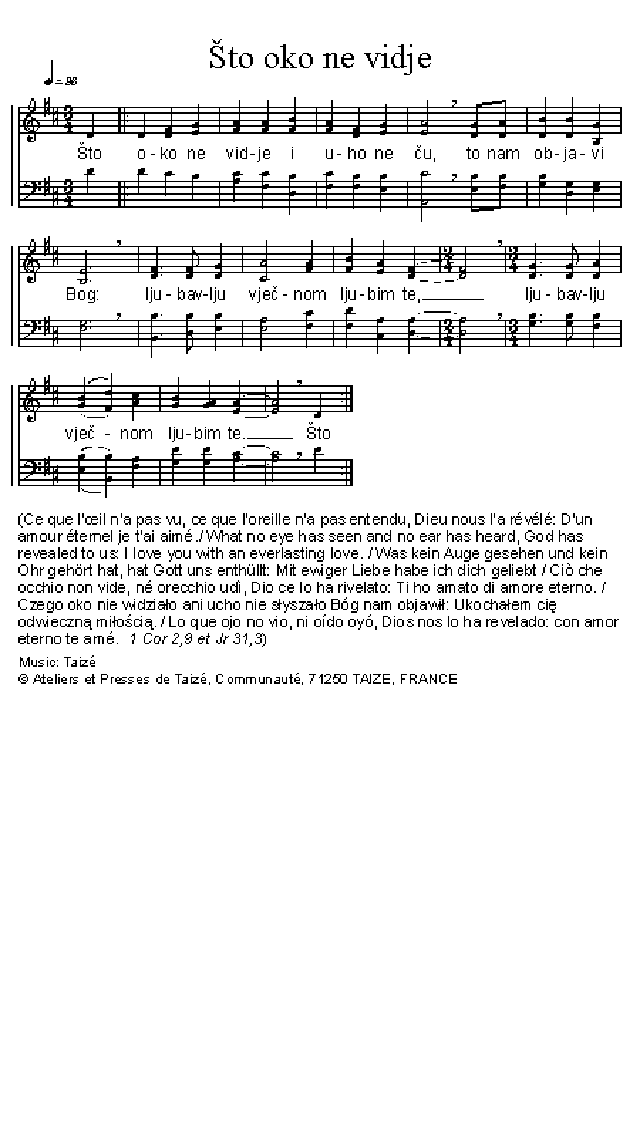 Što oko ne vidje
Što o-ko ne vid-je i u-ho ne ču, to nam ob-ja-vi
Bog: lju-bav-lju vječ-nom lju-bim te, lju-bav-lju
vječ-nom lju-bim te. Što
(Ce que l'œil n'a pas vu, ce que l'oreille n'a pas entendu, Dieu nous l'a révélé: D'un
amour éternel je t'ai aimé./ What no eye has seen and no ear has heard, God has
revealed to us: I love you with an everlasting love. / Was kein Auge gesehen und kein
Ohr gehört hat, hat Gott uns enthüllt: Mit ewiger Liebe habe ich dich geliebt / Ciò che
occhio non vide, né orecchio udì, Dio ce lo ha rivelato: Ti ho amato di amore eterno. /
Czego oko nie widziało ani ucho nie słyszało Bóg nam objawił: Ukochałem cię
odwieczną miłością. / Lo que ojo no vio, ni oído oyó, Dios nos lo ha revelado: con amor
eterno te amé. 1 Cor 2,9 et Jr 31,3)
Music: Taizé
© Ateliers et Presses de Taizé, Communauté, 71250 TAIZE, FRANCE